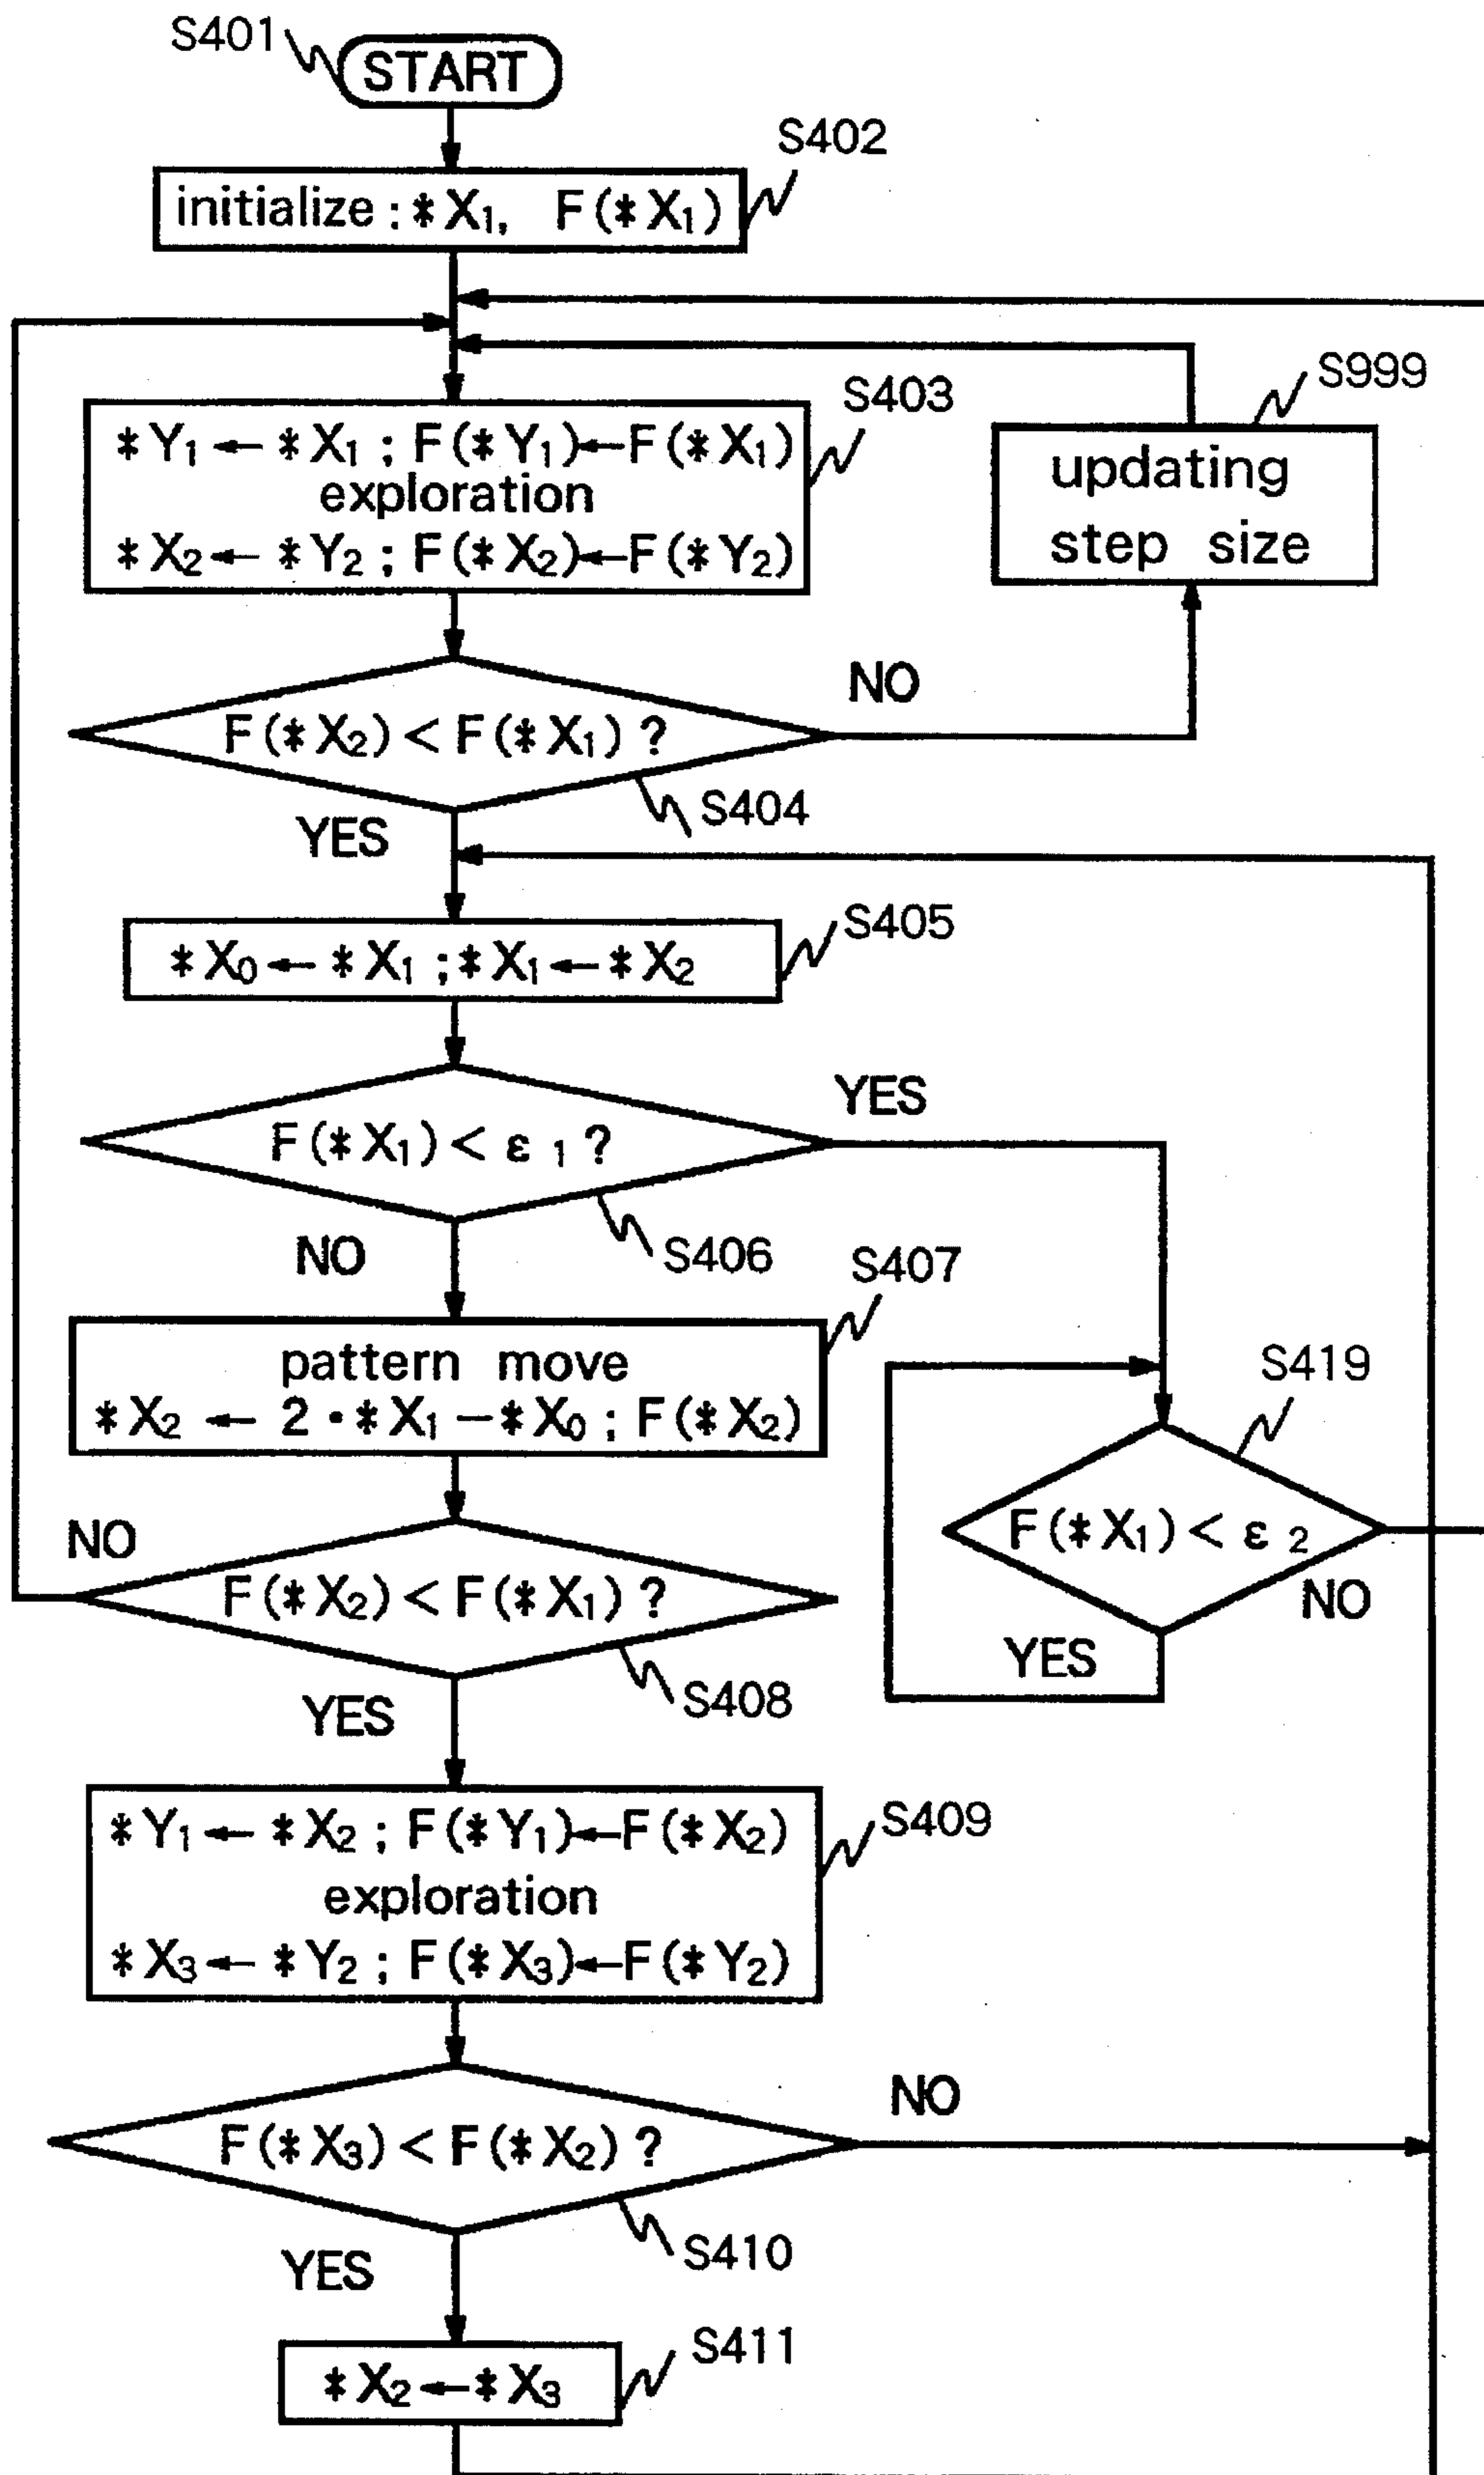 S401
START
S402
initialize : *X₁, F(*X₁)
S403
*Y₁ ← *X₁ ; F(*Y₁)←F(*X₁)
exploration
*X₂ ← *Y₂ ; F(*X₂)←F(*Y₂)
S999
updating
step size
NO
F(*X₂) < F(*X₁) ?
S404
YES
S405
*X₀ ← *X₁ ; *X₁ ← *X₂
YES
F(*X₁) < ε ₁ ?
S406
NO
S407
pattern move
*X₂ ← 2・*X₁ −*X₀ ; F(*X₂)
S419
F(*X₁) < ε ₂
NO
YES
NO
F(*X₂) < F(*X₁) ?
S408
YES
S409
*Y₁ ← *X₂ ; F(*Y₁)←F(*X₂)
exploration
*X₃ ← *Y₂ ; F(*X₃)←F(*Y₂)
NO
F(*X₃) < F(*X₂) ?
S410
YES
S411
*X₂ ← *X₃